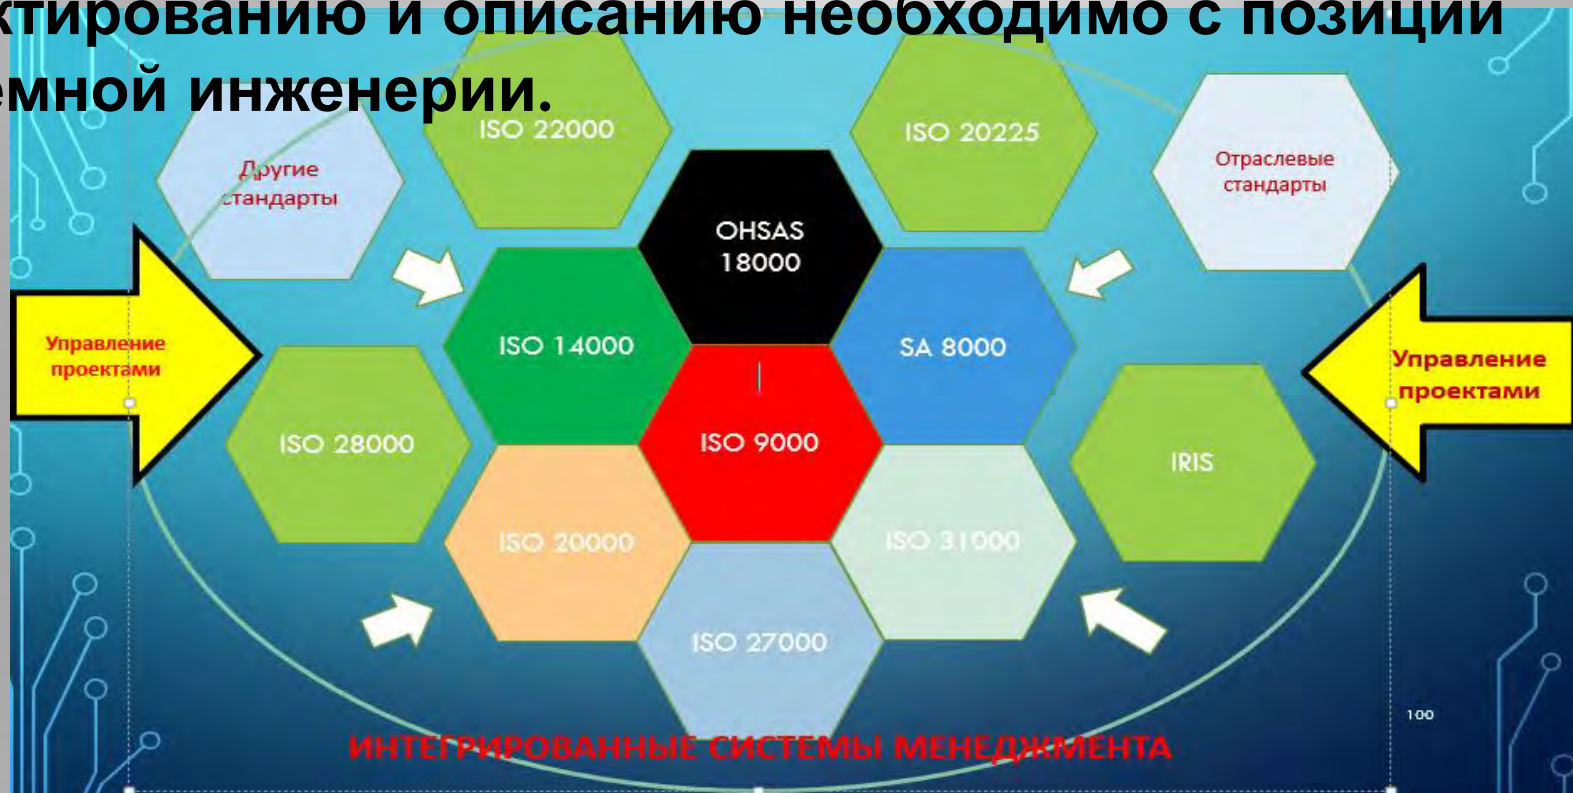 ктированию и описанию необходимо с позиции
емной инженерии.
ISO 22000
ISO 20225
Другие
стандарты
Отраслевые
стандарты
OHSAS
18000
ISO 14000
SA 8000
Управление
проектами
Управление
проектами
ISO 28000
ISO 9000
IRIS
ISO 20000
ISO 31000
ISO 27000
100
ИНТЕГРИРОВАННЫЕ СИСТЕМЫ МЕНЕДЖМЕНТА